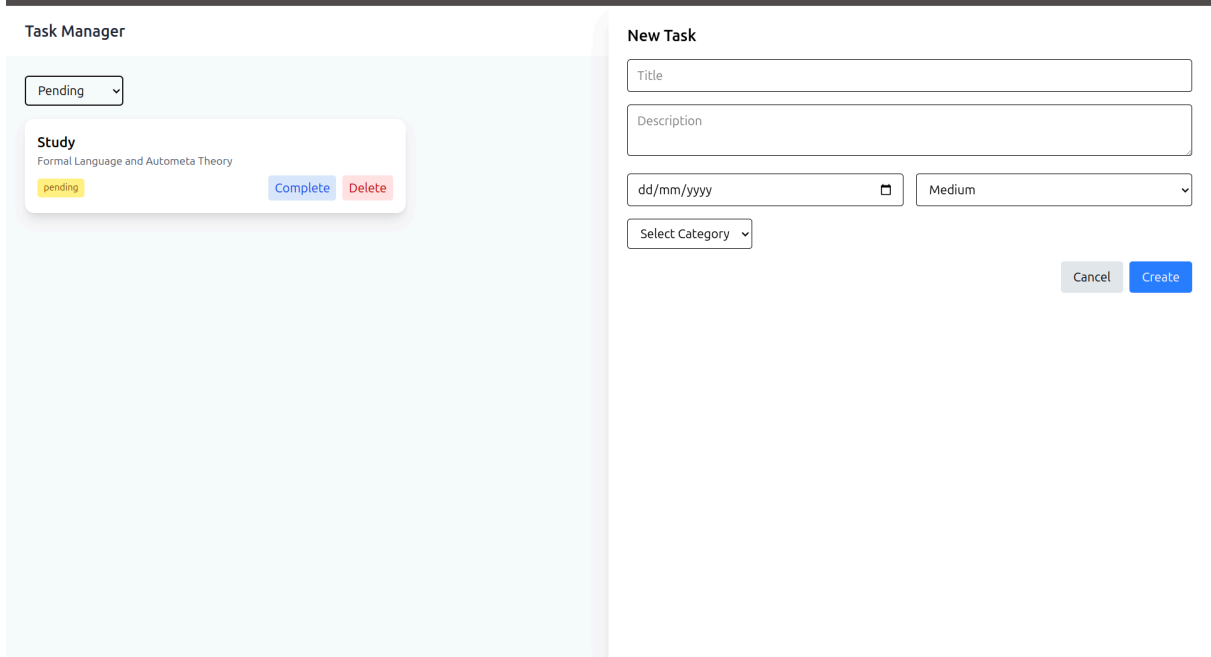 Task Manager
Pending
Study
Formal Language and Autometa Theory
pending
Complete
Delete
New Task
Title
Description
dd/mm/yyyy
Medium
Select Category
Cancel
Create